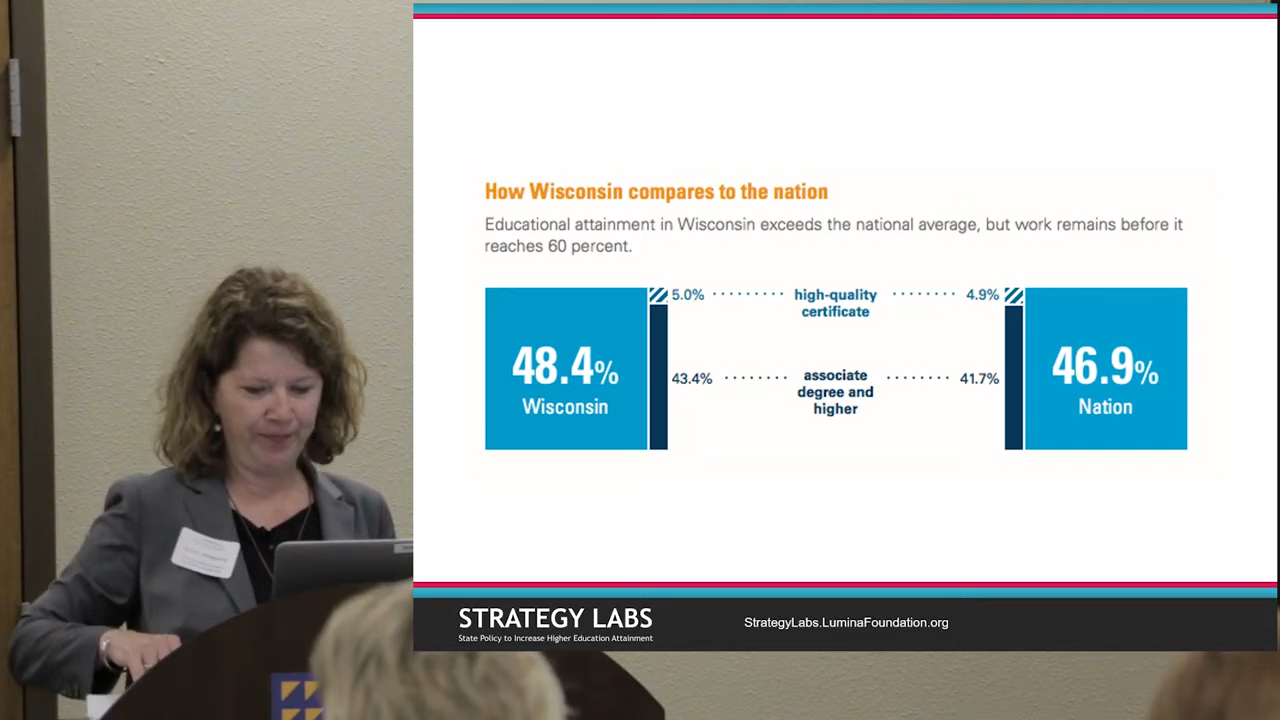 How Wisconsin compares to the nation
Educational attainment in Wisconsin exceeds the national average, but work remains before it
reaches 60 percent.
5.0%
high-quality
certificate
4.9%
48.4%
Wisconsin
43.4%
associate
degree and
higher
41.7%
46.9%
Nation
STRATEGY LABS
State Policy to Increase Higher Education Attainment
StrategyLabs.LuminaFoundation.org